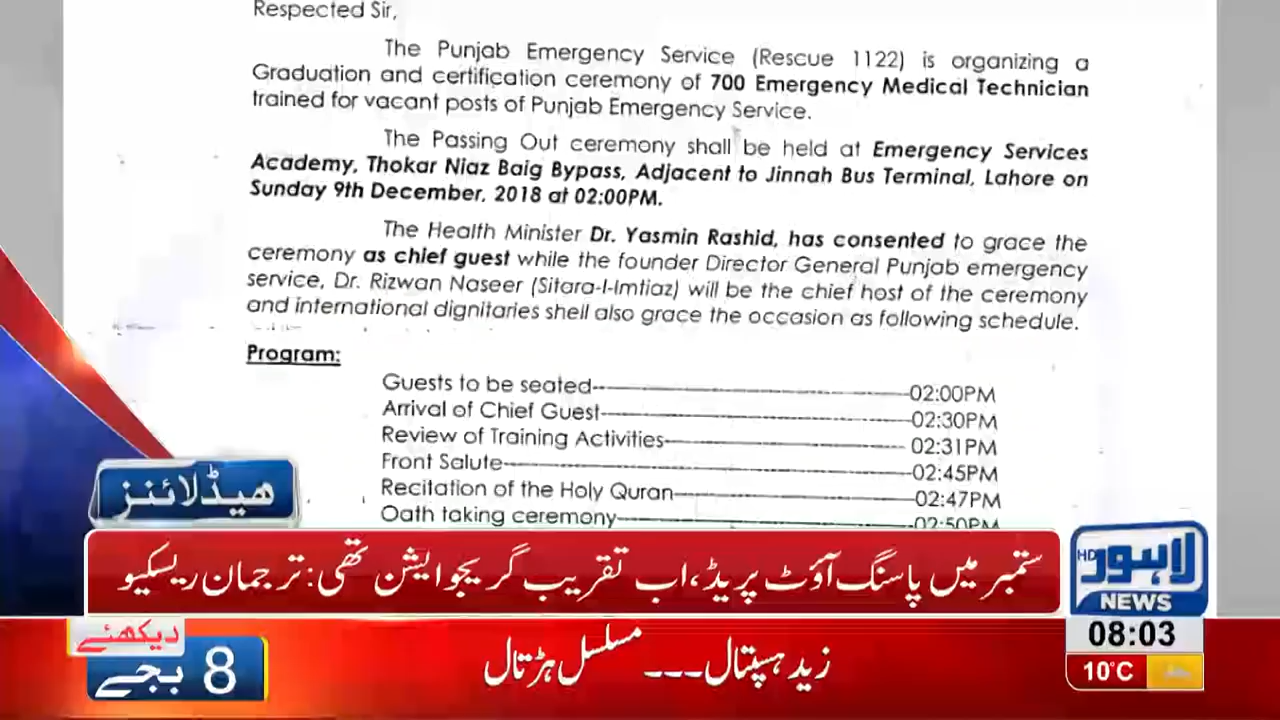 Respected Sir,
The Punjab Emergency Service (Rescue 1122) is organizing a
Graduation and certification ceremony of 700 Emergency Medical Technician
trained for vacant posts of Punjab Emergency Service.
The Passing Out ceremony shall be held at Emergency Services
Academy, Thokar Niaz Baig Bypass, Adjacent to Jinnah Bus Terminal, Lahore on
Sunday 9th December, 2018 at 02:00PM.
The Health Minister Dr. Yasmin Rashid, has consented to grace the
ceremony as chief guest while the founder Director General Punjab emergency
service, Dr. Rizwan Naseer (Sitara-I-Imtiaz) will be the chief host of the ceremony
and international dignitaries shell also grace the occasion as following schedule.
Program:
Guests to be seated--------02:00PM
Arrival of Chief Guest--------02:30PM
Review of Training Activities-------- 02:31PM
Front Salute--------02:45PM
Recitation of the Holy Quran--------02:47PM
Oath taking ceremony--------02:50PM
ھیڈلائنز
ستمبر میں پاسنگ آؤٹ پریڈ، اب تقریب گریجوایشن تھی: ترجمان ریسکیو
HD لاہور
NEWS
08:03
10°C
دیکھئے
8 بجے
زید ہسپتال۔۔۔ مسلسل ہڑتال